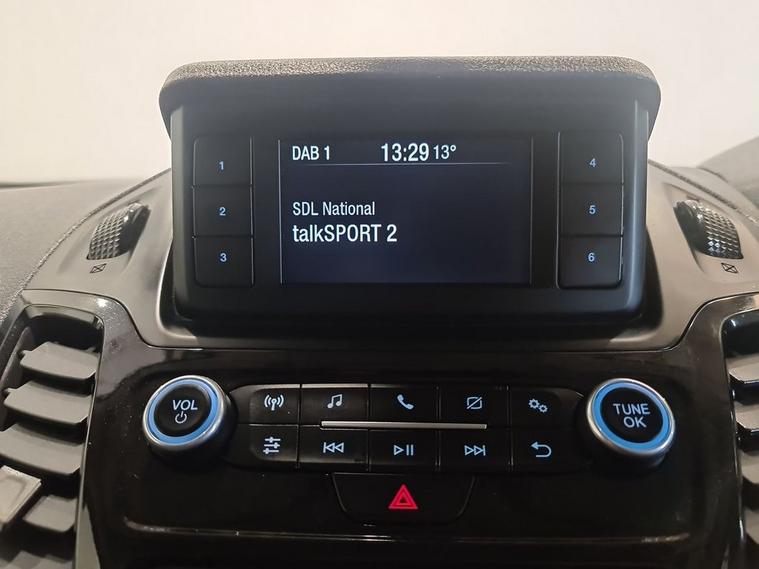 DAB 1 13:29 13°
1
2
3
SDL National
talkSPORT 2
4
5
6
VOL
TUNE
OK